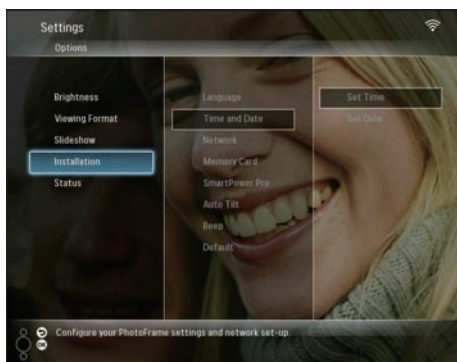 Settings
Options
Brightness
Viewing Format
Slideshow
Installation
Status
Language
Time and Date
Network
Memory Card
SmartPower Pro
Auto Tilt
Beep
Default
Set Time
Set Date
Configure your PhotoFrame settings and network set-up.
OK